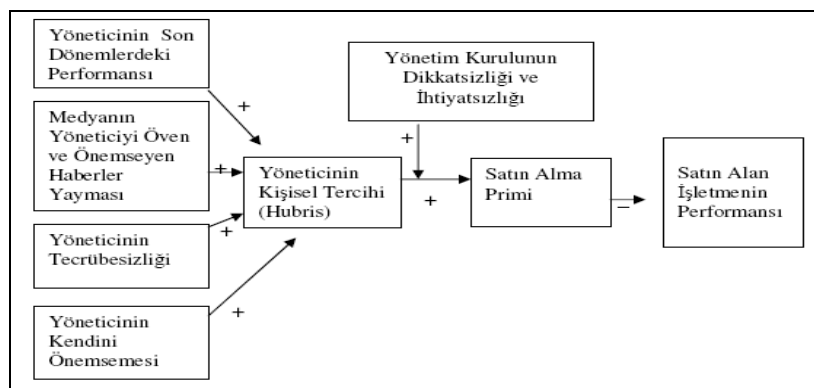 Yöneticinin Son
Dönemlerdeki
Performansı
+
Medyanın
Yöneticiyi Öven
ve Önemseyen
Haberler
Yayması
+
Yöneticinin
Tecrübesizliği
+
Yöneticinin
Kendini
Önemsemesi
+
Yöneticinin
Kişisel Tercihi
(Hubris)
Yönetim Kurulunun
Dikkatsizliği ve
İhtiyatsızlığı
+
+
Satın Alma
Primi
–
Satın Alan
İşletmenin
Performansı